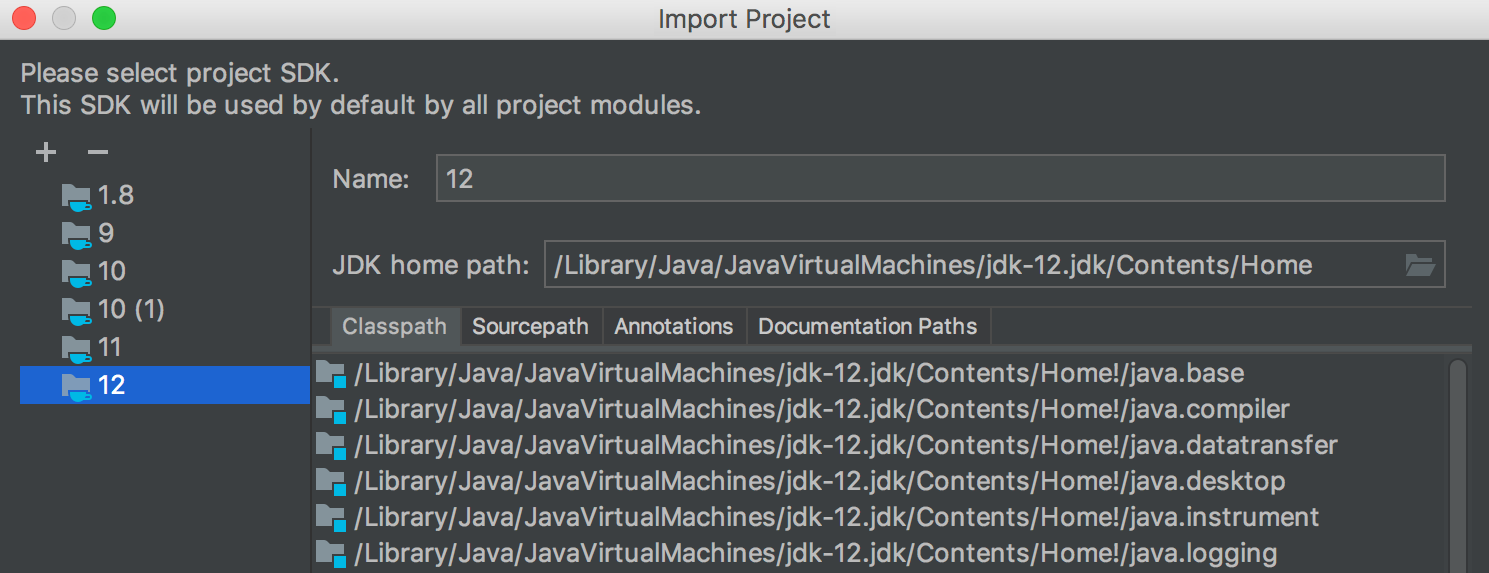 Import Project
Please select project SDK.
This SDK will be used by default by all project modules.
1.8
9
10
10 (1)
11
12
Name: 12
JDK home path: /Library/Java/JavaVirtualMachines/jdk-12.jdk/Contents/Home
Classpath Sourcepath Annotations Documentation Paths
/Library/Java/JavaVirtualMachines/jdk-12.jdk/Contents/Home!/java.base
/Library/Java/JavaVirtualMachines/jdk-12.jdk/Contents/Home!/java.compiler
/Library/Java/JavaVirtualMachines/jdk-12.jdk/Contents/Home!/java.datatransfer
/Library/Java/JavaVirtualMachines/jdk-12.jdk/Contents/Home!/java.desktop
/Library/Java/JavaVirtualMachines/jdk-12.jdk/Contents/Home!/java.instrument
/Library/Java/JavaVirtualMachines/jdk-12.jdk/Contents/Home!/java.logging